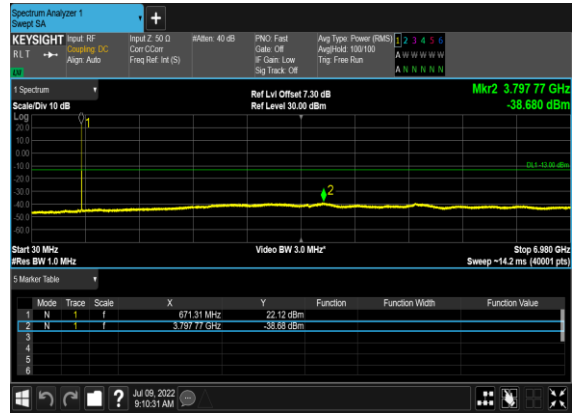 Spectrum Analyzer 1
Swept SA
KEYSIGHT Input: RF Input Z: 50 Ω #Atten: 40 dB PNO: Fast Avg Type: Power (RMS) 1 2 3 4 5 6
RLT Coupling: DC Corr CCorr Gate: Off Avg|Hold: 100/100 A W W W W W
Align: Auto Freq Ref: Int (S) IF Gain: Low Trig: Free Run
Sig Track: Off A N N N N N
1 Spectrum
Scale/Div 10 dB
Ref Lvl Offset 7.30 dB
Ref Level 30.00 dBm
Mkr2 3.797 77 GHz
-38.680 dBm
Log
20.0
10.0
0.00
-10.0
-20.0
-30.0
-40.0
-50.0
-60.0
1
2
DL1 -13.00 dBm
Start 30 MHz Video BW 3.0 MHz* Stop 6.980 GHz
#Res BW 1.0 MHz Sweep ~14.2 ms (40001 pts)
5 Marker Table
Mode Trace Scale X Y Function Function Width Function Value
1 N 1 f 671.31 MHz 22.12 dBm
2 N 1 f 3.797 77 GHz -38.68 dBm
3
4
5
6
? Jul 09, 2022
9:10:31 AM